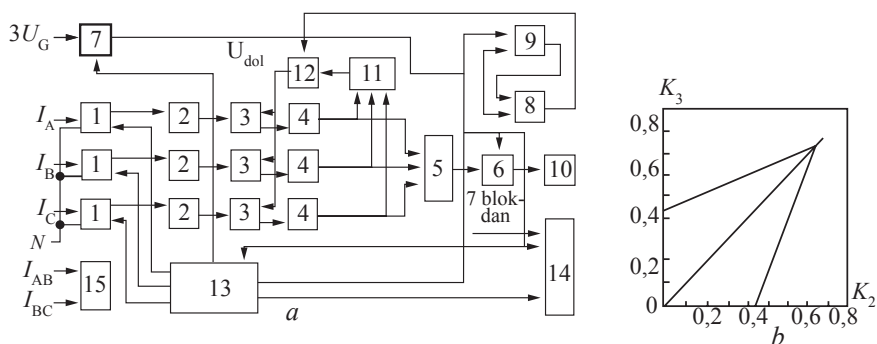 3U_G 7 U_dol 12 11 9 8
I_A 1 2 3 4
I_B 1 2 3 4 5 6 10
I_C 1 2 3 4
7 blok-
dan
N
I_AB 15 13 14
I_BC
a
K_3
0,8
0,6
0,4
0,2
0
0,2 0,4 0,6 0,8 K_2
b